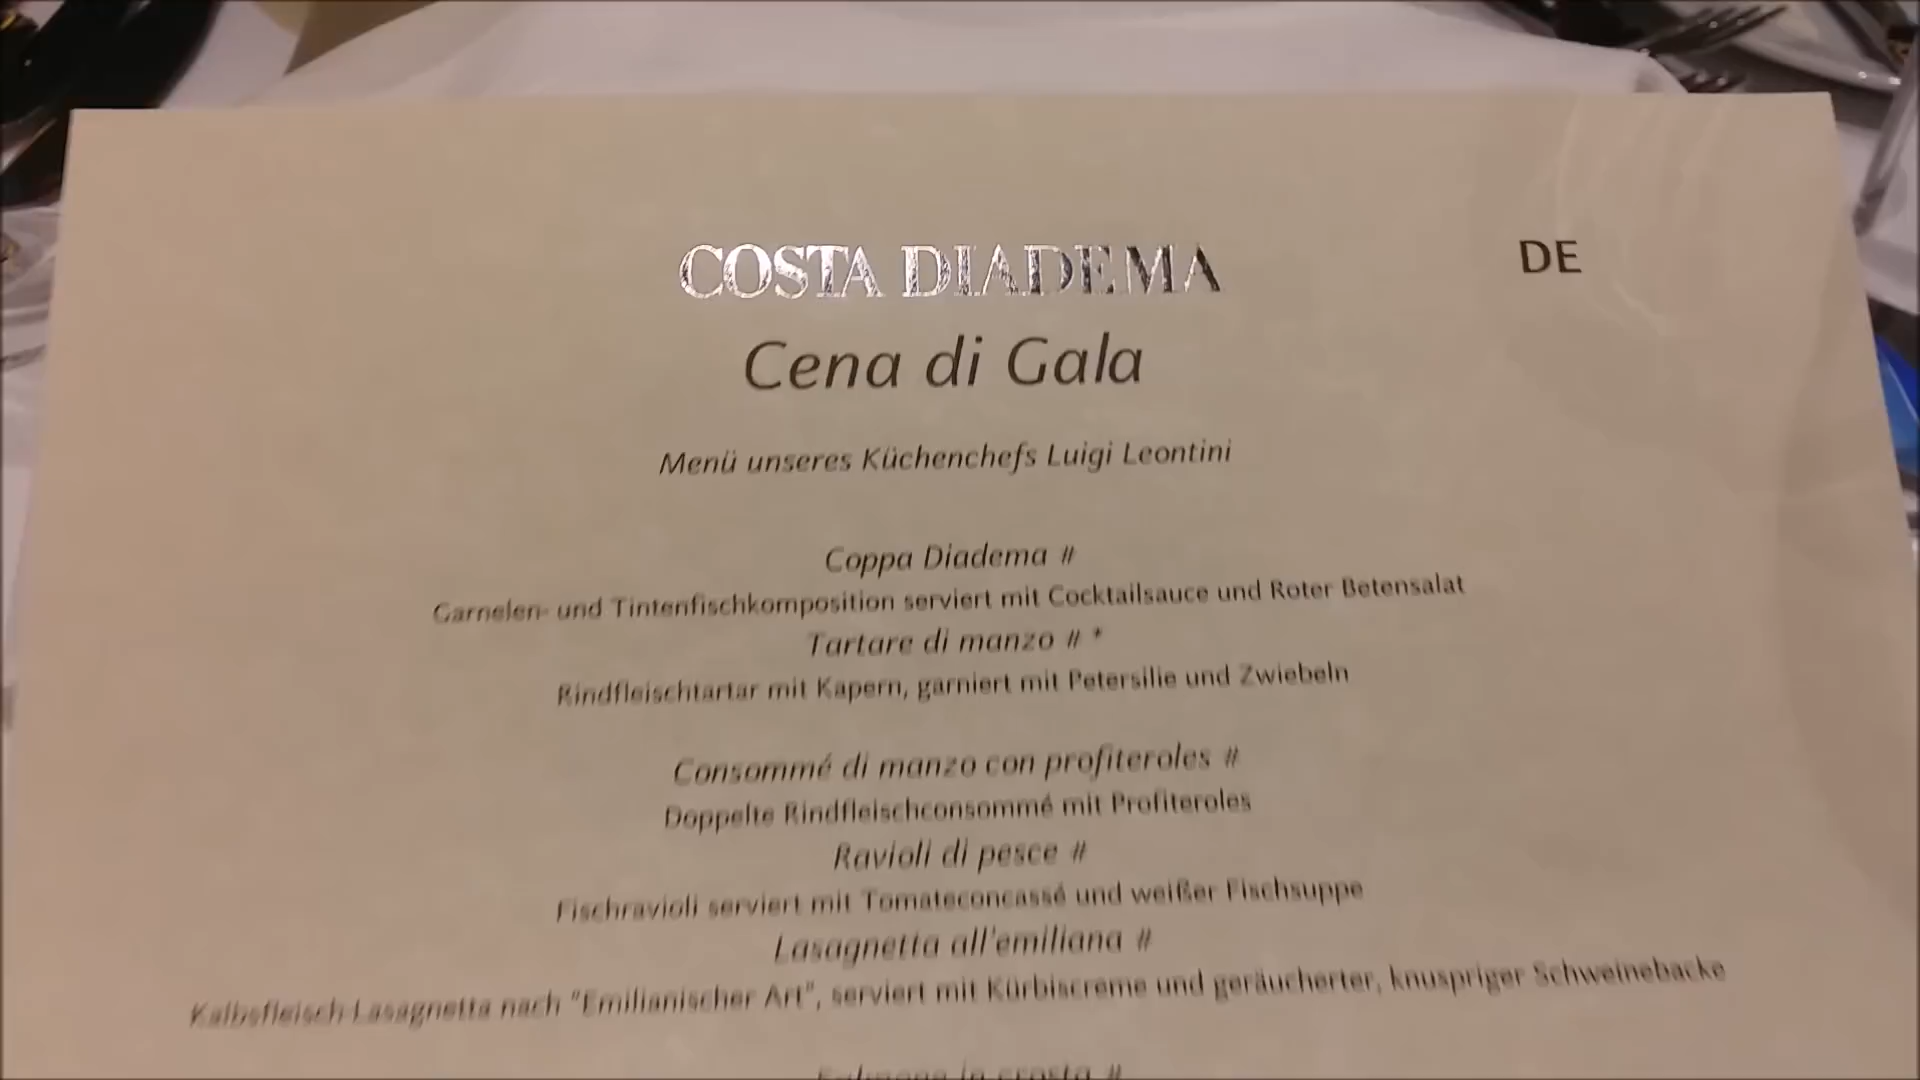 COSTA DIADEMA
DE
Cena di Gala
Menü unseres Küchenchefs Luigi Leontini
Coppa Diadema #
Garnelen- und Tintenfischkomposition serviert mit Cocktailsauce und Roter Betensalat
Tartare di manzo # *
Rindfleischtartar mit Kapern, garniert mit Petersilie und Zwiebeln
Consommé di manzo con profiteroles #
Doppelte Rindfleischconsommé mit Profiteroles
Ravioli di pesce #
Fischravioli serviert mit Tomateconcassé und weißer Fischsuppe
Lasagnetta all'emiliana #
Kalbsfleisch-Lasagnetta nach "Emilianischer Art", serviert mit Kürbiscreme und geräucherter, knuspriger Schweinebacke
in crosta #